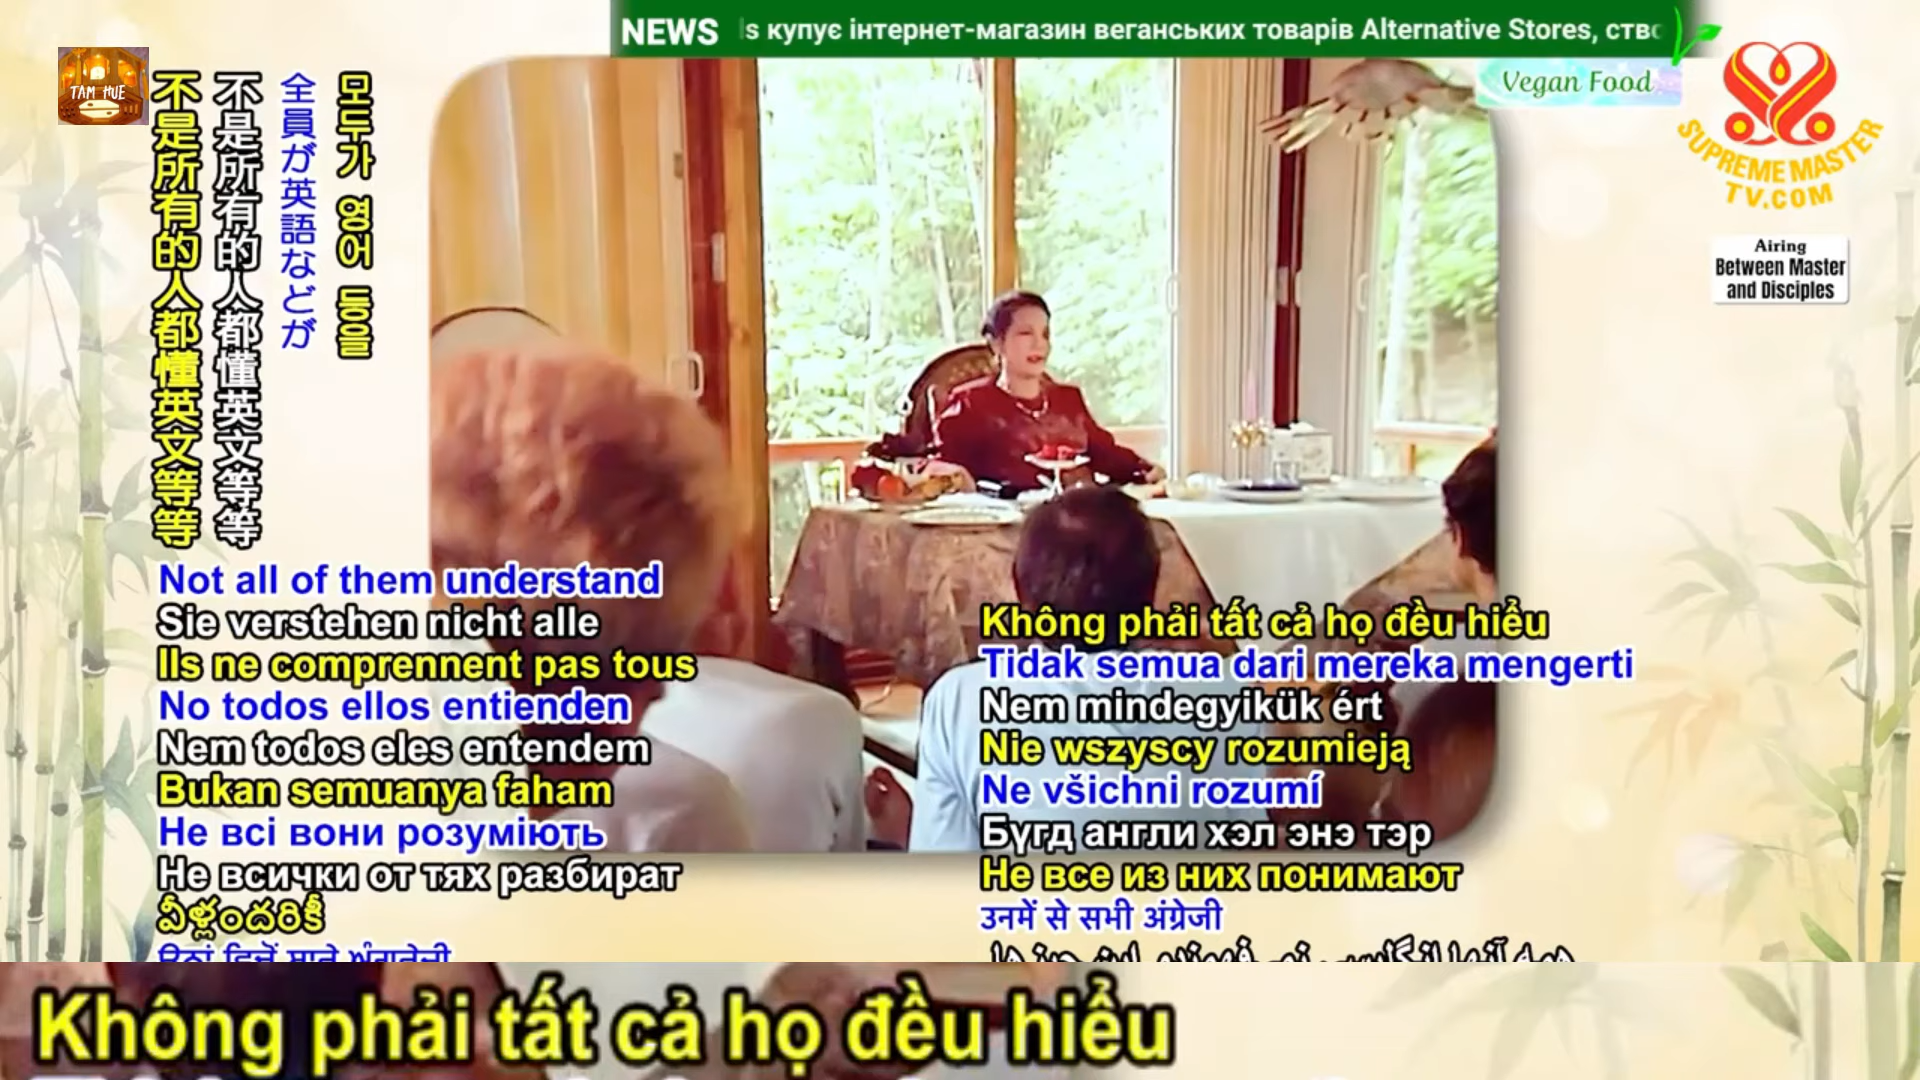 NEWS
ls купує інтернет-магазин веганських товарів Alternative Stores, ство
Vegan Food
SUPREME MASTER
TV.COM
Airing
Between Master
and Disciples
TAM HUE
不是所有的人都懂英文等等
不是所有的人都懂英文等等
全員が英語などが
모두가 영어 등을
Not all of them understand
Sie verstehen nicht alle
Ils ne comprennent pas tous
No todos ellos entienden
Nem todos eles entendem
Bukan semuanya faham
Не всі вони розуміють
Не всички от тях разбират
వీళ్లందరికీ
Không phải tất cả họ đều hiểu
Tidak semua dari mereka mengerti
Nem mindegyikük ért
Nie wszyscy rozumieją
Ne všichni rozumí
Бүгд англи хэл энэ тэр
Не все из них понимают
उनमें से सभी अंग्रेजी
Không phải tất cả họ đều hiểu